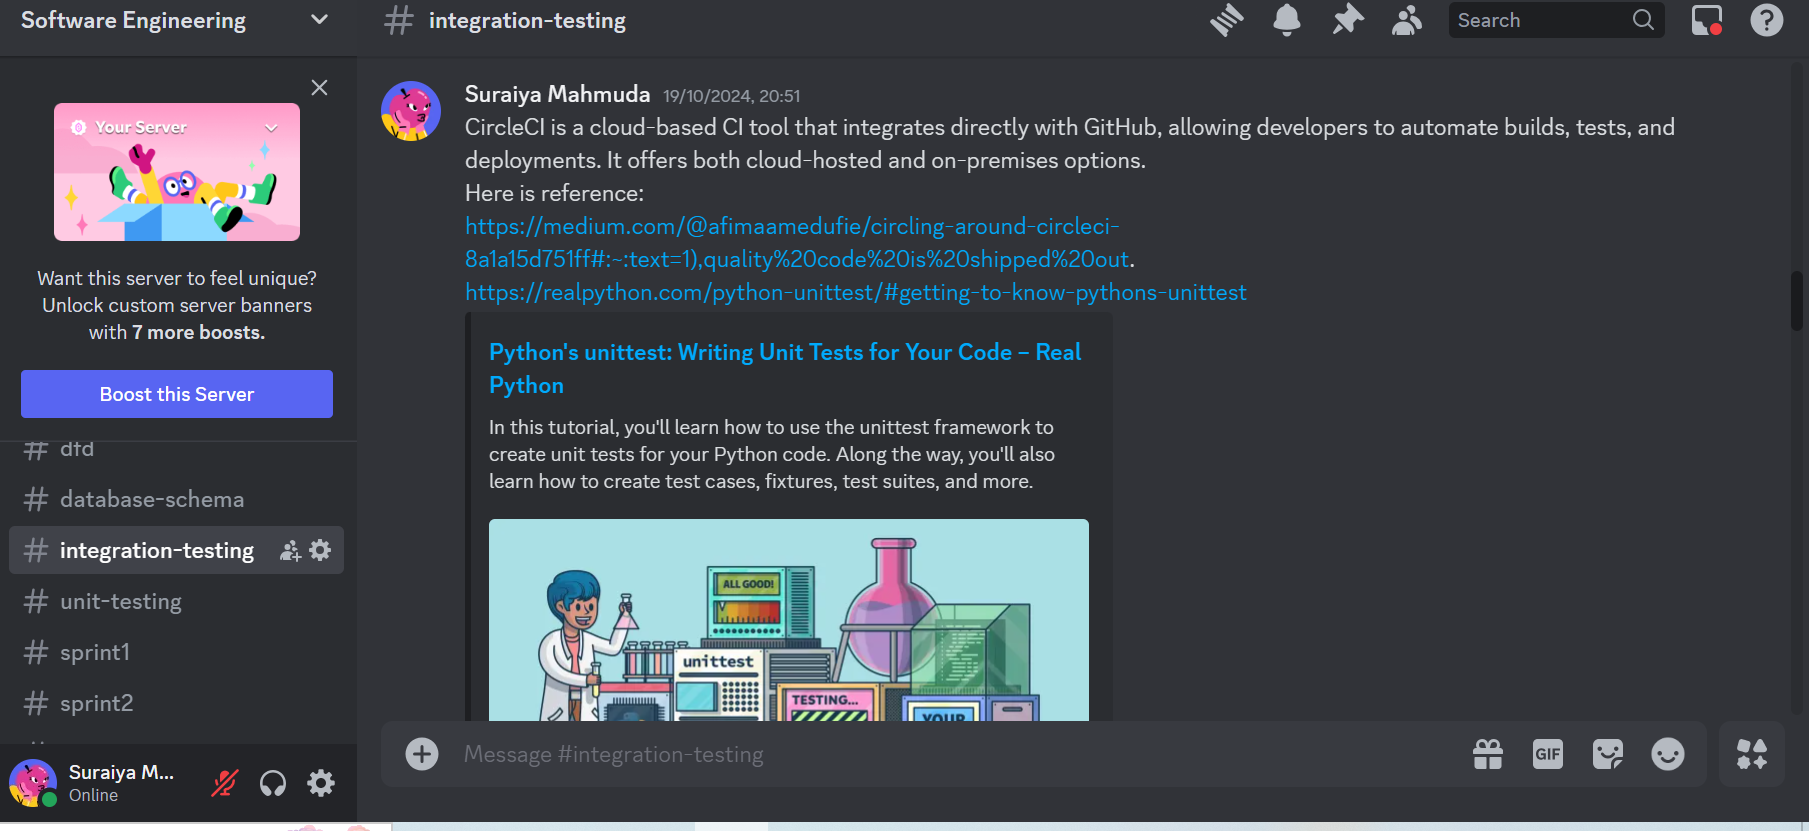 Software Engineering
integration-testing
Search
Your Server
Want this server to feel unique?
Unlock custom server banners
with 7 more boosts.
Boost this Server
dfd
database-schema
integration-testing
unit-testing
sprint1
sprint2
Suraiya M...
Online
Suraiya Mahmuda 19/10/2024, 20:51
CircleCI is a cloud-based CI tool that integrates directly with GitHub, allowing developers to automate builds, tests, and
deployments. It offers both cloud-hosted and on-premises options.
Here is reference:
https://medium.com/@afimaamedufie/circling-around-circleci-
8a1a15d751ff#:~:text=1),quality%20code%20is%20shipped%20out.
https://realpython.com/python-unittest/#getting-to-know-pythons-unittest
Python's unittest: Writing Unit Tests for Your Code – Real
Python
In this tutorial, you'll learn how to use the unittest framework to
create unit tests for your Python code. Along the way, you'll also
learn how to create test cases, fixtures, test suites, and more.
ALL GOOD!
unittest
TESTING...
YOUR
Message #integration-testing
GIF